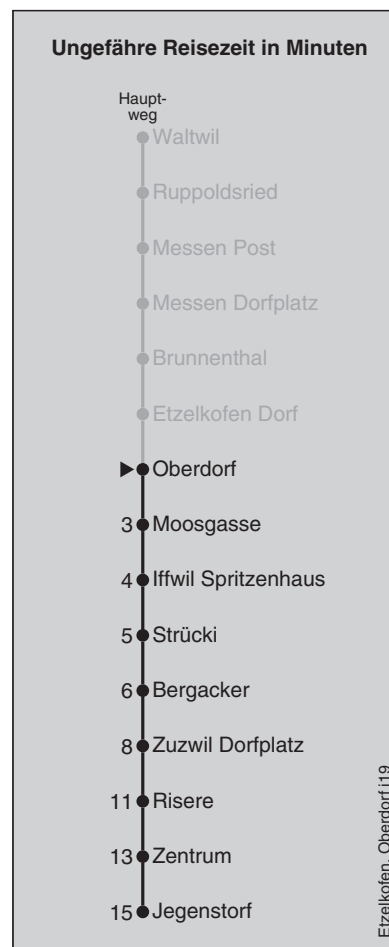 Ungefähre Reisezeit in Minuten
Haupt-
weg
Waltwil
Ruppoldsried
Messen Post
Messen Dorfplatz
Brunnenthal
Etzelkofen Dorf
Oberdorf
3 Moosgasse
4 Iffwil Spritzenhaus
5 Strücki
6 Bergacker
8 Zuzwil Dorfplatz
11 Risere
13 Zentrum
15 Jegenstorf
Etzelkofen, Oberdorf j19